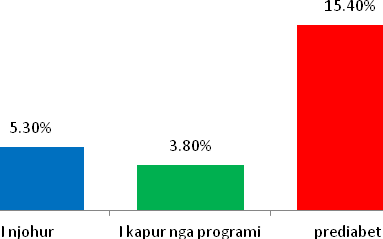 15.40%
5.30%
3.80%
I njohur
I kapur nga programi
prediabet